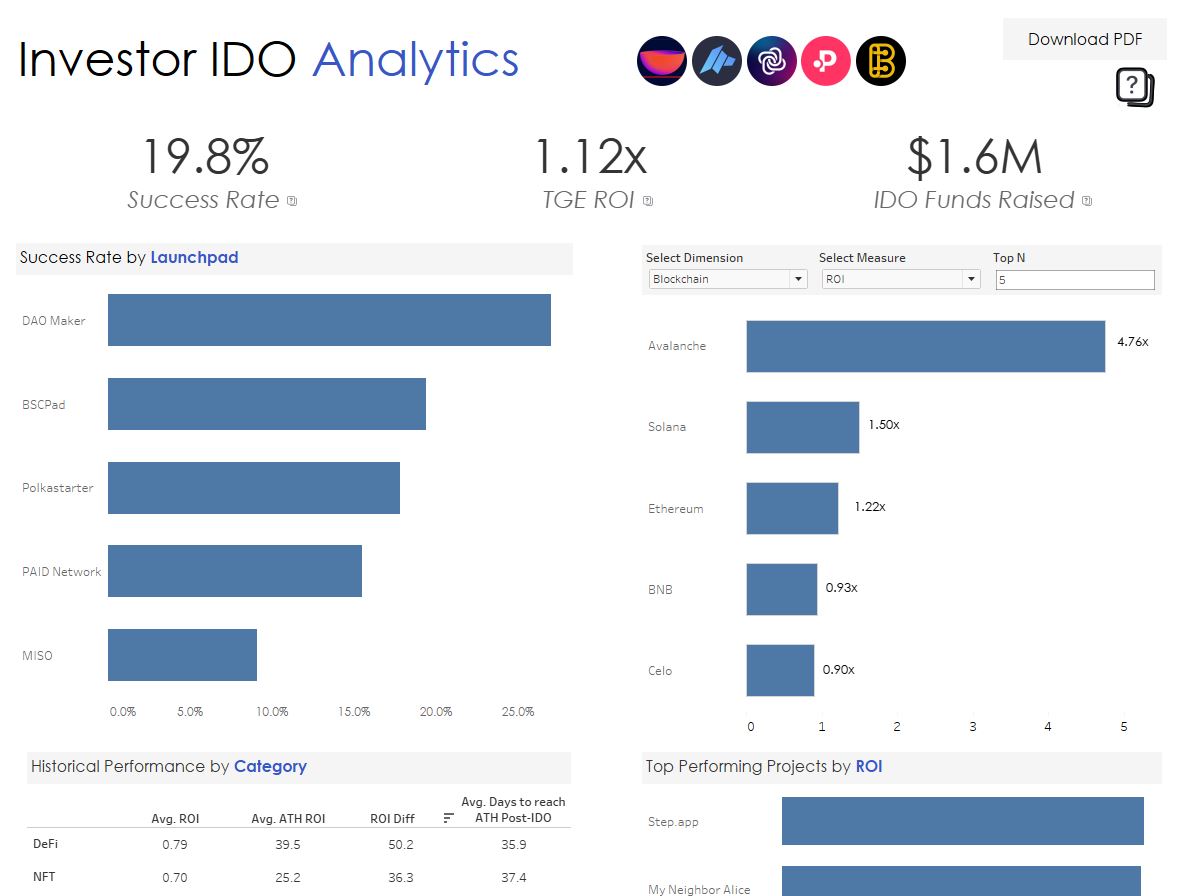 Investor IDO Analytics
Download PDF
?
19.8%
Success Rate
1.12x
TGE ROI
$1.6M
IDO Funds Raised
Success Rate by Launchpad
DAO Maker
BSCPad
Polkastarter
PAID Network
MISO
0.0% 5.0% 10.0% 15.0% 20.0% 25.0%
Select Dimension Select Measure Top N
Blockchain ROI 5
Avalanche 4.76x
Solana 1.50x
Ethereum 1.22x
BNB 0.93x
Celo 0.90x
0 1 2 3 4 5
Historical Performance by Category
Avg. Days to reach
Avg. ROI Avg. ATH ROI ROI Diff ATH Post-IDO
DeFi 0.79 39.5 50.2 35.9
NFT 0.70 25.2 36.3 37.4
Top Performing Projects by ROI
Step.app
My Neighbor Alice